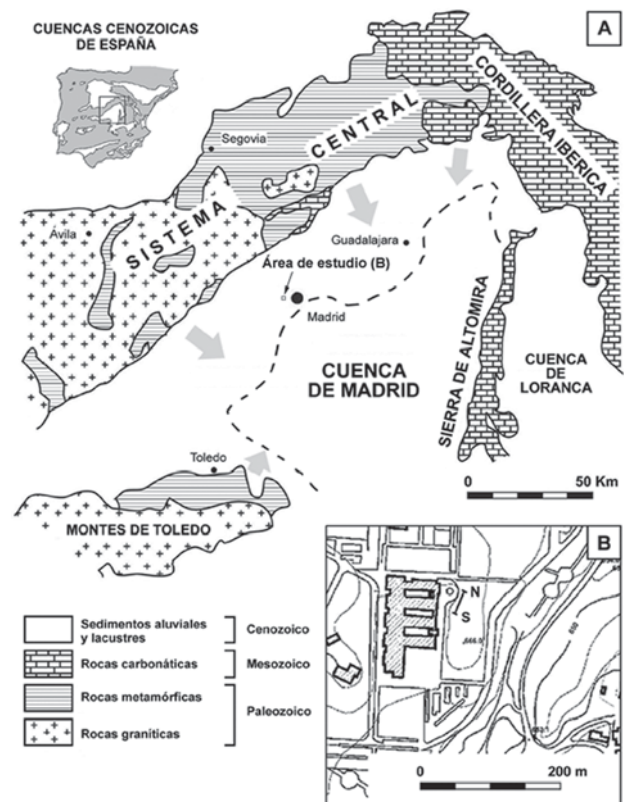 CUENCAS CENOZOICAS
DE ESPAÑA
A
CORDILLERA IBERICA
CENTRAL
Segovia
SISTEMA
Ávila
Guadalajara
Área de estudio (B)
Madrid
CUENCA
DE MADRID
SIERRA DE ALTOMIRA
CUENCA
DE
LORANCA
Toledo
0
50 Km
MONTES DE TOLEDO
B
N
S
Sedimentos aluviales
y lacustres
Cenozoico
Rocas carbonáticas
Mesozoico
Rocas metamórficas
Paleozoico
Rocas graníticas
0
200 m